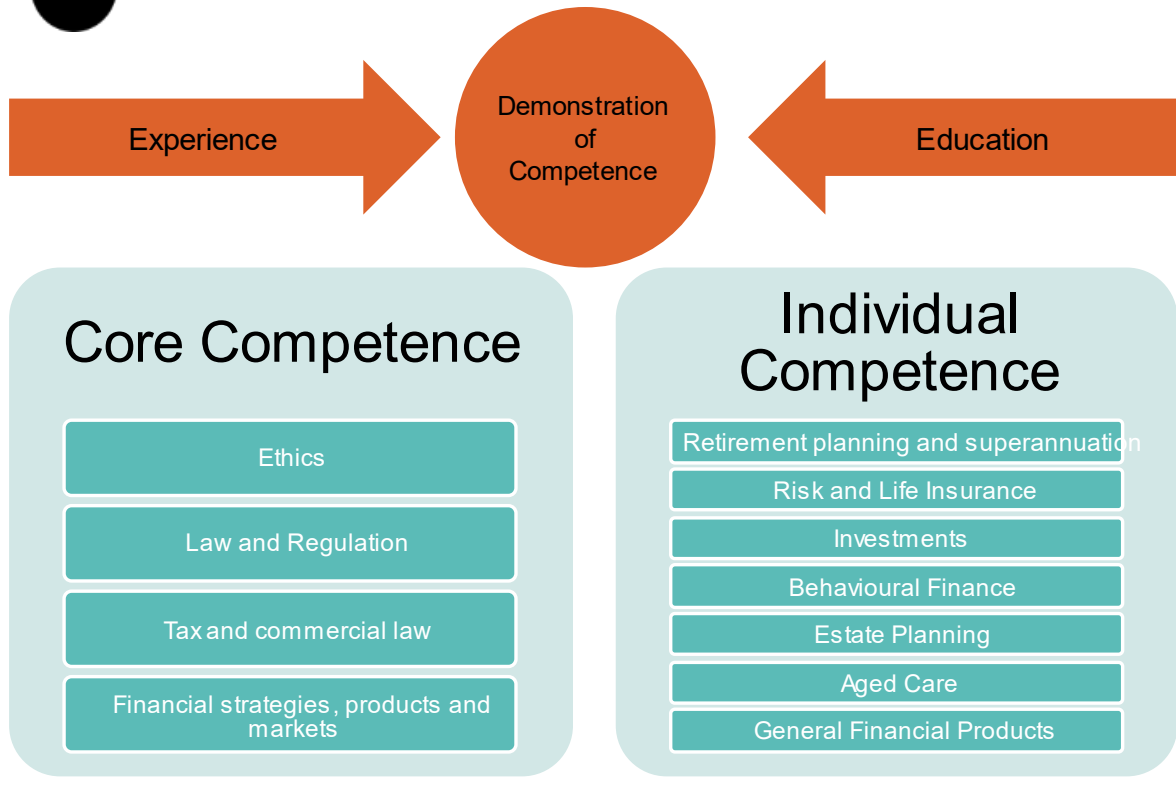 Experience
Demonstration
of
Competence
Education
Core Competence
Ethics
Law and Regulation
Tax and commercial law
Financial strategies, products and
markets
Individual
Competence
Retirement planning and superannuation
Risk and Life Insurance
Investments
Behavioural Finance
Estate Planning
Aged Care
General Financial Products